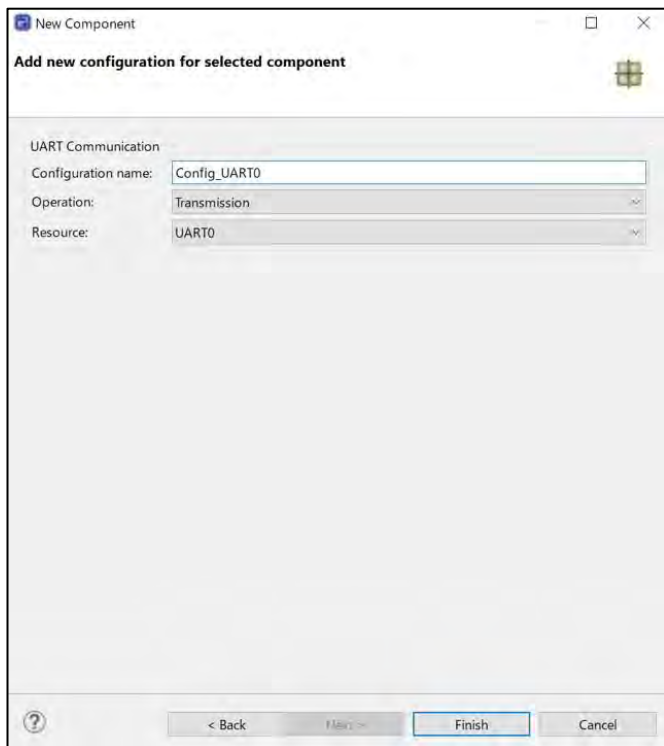 New Component
Add new configuration for selected component
UART Communication
Configuration name: Config_UART0
Operation: Transmission
Resource: UART0
? < Back Next > Finish Cancel